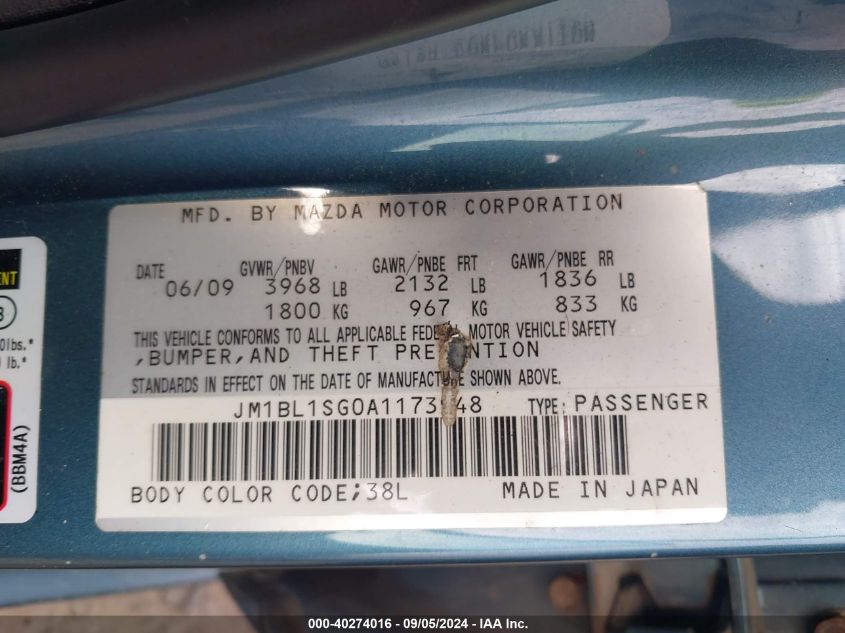 MFD. BY MAZDA MOTOR CORPORATION
DATE GVWR/PNBV GAWR/PNBE FRT GAWR/PNBE RR
06/09 3968 LB 2132 LB 1836 LB
1800 KG 967 KG 833 KG
THIS VEHICLE CONFORMS TO ALL APPLICABLE MOTOR VEHICLE SAFETY
,BUMPER,AND THEFT
STANDARDS IN EFFECT ON THE DATE OF MANUFACTURE SHOWN ABOVE.
TYPE: PASSENGER
BODY COLOR CODE;38L MADE IN JAPAN
(BBM4A)
lb.*
000-40274016 - 09/05/2024 - IAA Inc.